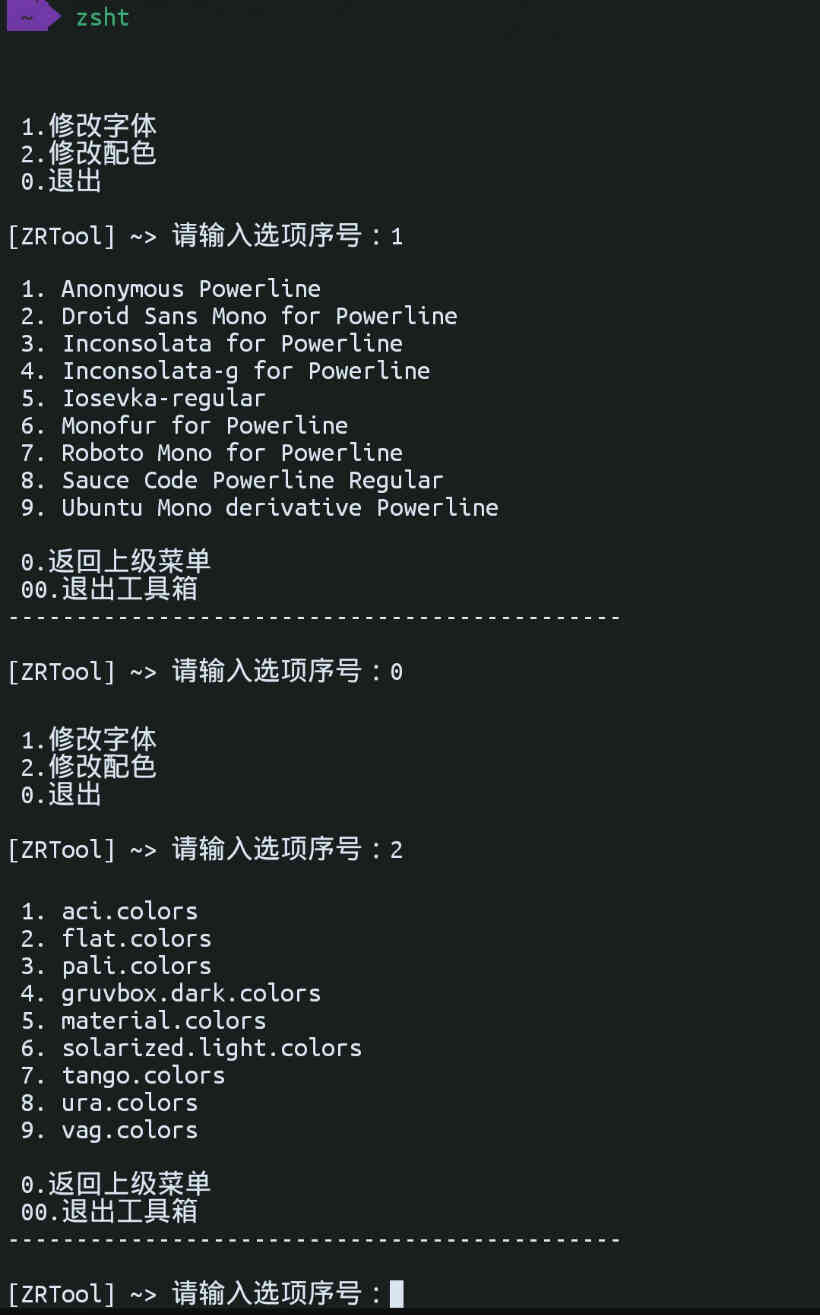 ~ zsht
1.修改字体
2.修改配色
0.退出
[ZRTool] ~> 请输入选项序号：1
1. Anonymous Powerline
2. Droid Sans Mono for Powerline
3. Inconsolata for Powerline
4. Inconsolata-g for Powerline
5. Iosevka-regular
6. Monofur for Powerline
7. Roboto Mono for Powerline
8. Sauce Code Powerline Regular
9. Ubuntu Mono derivative Powerline
0.返回上级菜单
00.退出工具箱
---------------------------------------------
[ZRTool] ~> 请输入选项序号：0
1.修改字体
2.修改配色
0.退出
[ZRTool] ~> 请输入选项序号：2
1. aci.colors
2. flat.colors
3. pali.colors
4. gruvbox.dark.colors
5. material.colors
6. solarized.light.colors
7. tango.colors
8. ura.colors
9. vag.colors
0.返回上级菜单
00.退出工具箱
---------------------------------------------
[ZRTool] ~> 请输入选项序号：